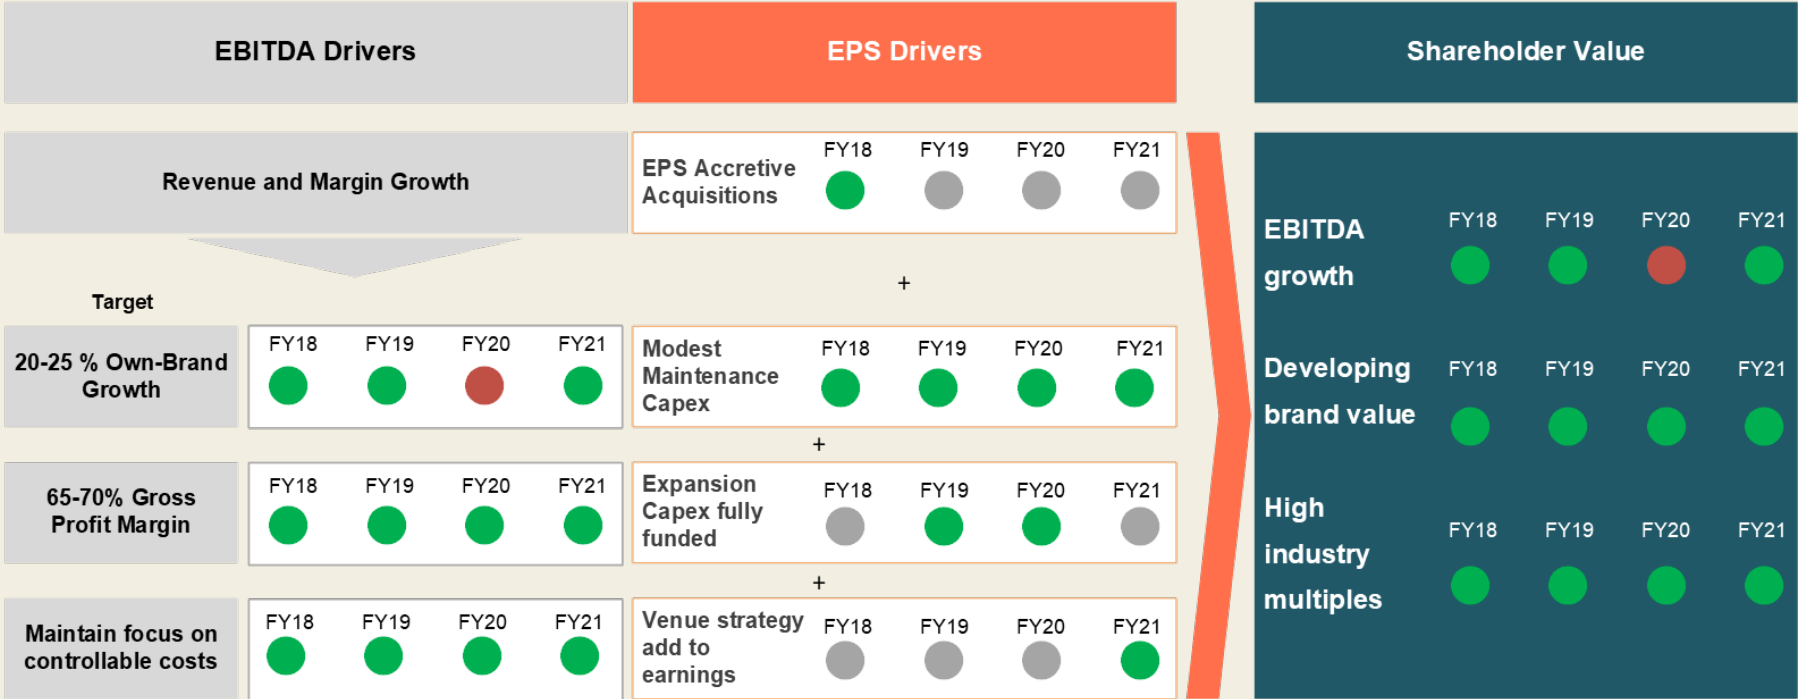 EBITDA Drivers
EPS Drivers
Shareholder Value
Revenue and Margin Growth
Target
20-25 % Own-Brand
Growth
FY18 FY19 FY20 FY21
65-70% Gross
Profit Margin
FY18 FY19 FY20 FY21
Maintain focus on
controllable costs
FY18 FY19 FY20 FY21
EPS Accretive
Acquisitions
FY18 FY19 FY20 FY21
+
Modest
Maintenance
Capex
FY18 FY19 FY20 FY21
+
Expansion
Capex fully
funded
FY18 FY19 FY20 FY21
+
Venue strategy
add to
earnings
FY18 FY19 FY20 FY21
EBITDA
growth
FY18 FY19 FY20 FY21
Developing
brand value
FY18 FY19 FY20 FY21
High
industry
multiples
FY18 FY19 FY20 FY21